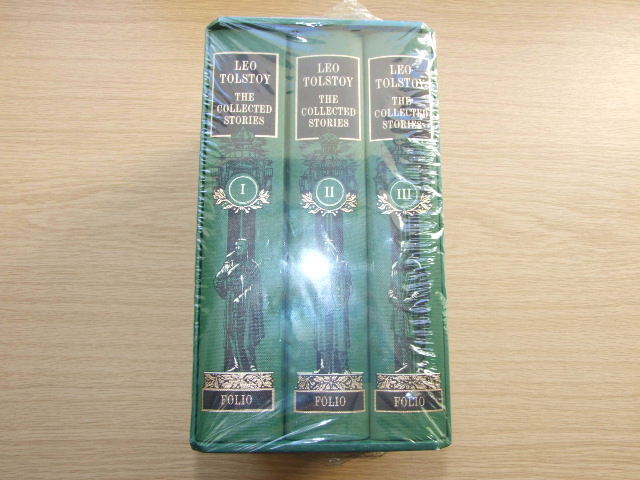 LEO
TOLSTOY
THE
COLLECTED
STORIES
I
FOLIO
LEO
TOLSTOY
THE
COLLECTED
STORIES
II
FOLIO
LEO
TOLSTOY
THE
COLLECTED
STORIES
III
FOLIO